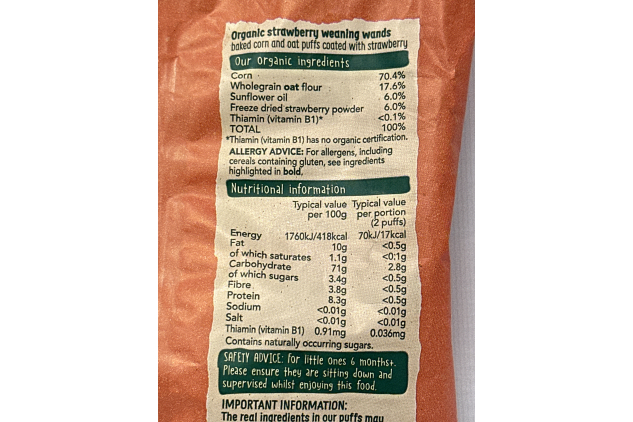 Organic strawberry weaning wands
baked corn and oat puffs coated with strawberry
Our organic ingredients
Corn 70.4%
Wholegrain oat flour 17.6%
Sunflower oil 6.0%
Freeze dried strawberry powder 6.0%
Thiamin (vitamin B1)* <0.1%
TOTAL 100%
*Thiamin (vitamin B1) has no organic certification.
ALLERGY ADVICE: For allergens, including
cereals containing gluten, see ingredients
highlighted in bold.
Nutritional information
Typical value Typical value
per 100g per portion
(2 puffs)
Energy 1760kJ/418kcal 70kJ/17kcal
Fat 10g <0.5g
of which saturates 1.1g <0.1g
Carbohydrate 71g 2.8g
of which sugars 3.4g <0.5g
Fibre 3.8g <0.5g
Protein 8.3g <0.5g
Sodium <0.01g <0.01g
Salt <0.01g <0.01g
Thiamin (vitamin B1) 0.91mg 0.036mg
Contains naturally occurring sugars.
SAFETY ADVICE: for little ones 6 months+.
Please ensure they are sitting down and
supervised whilst enjoying this food.
IMPORTANT INFORMATION:
The real ingredients in our puffs may